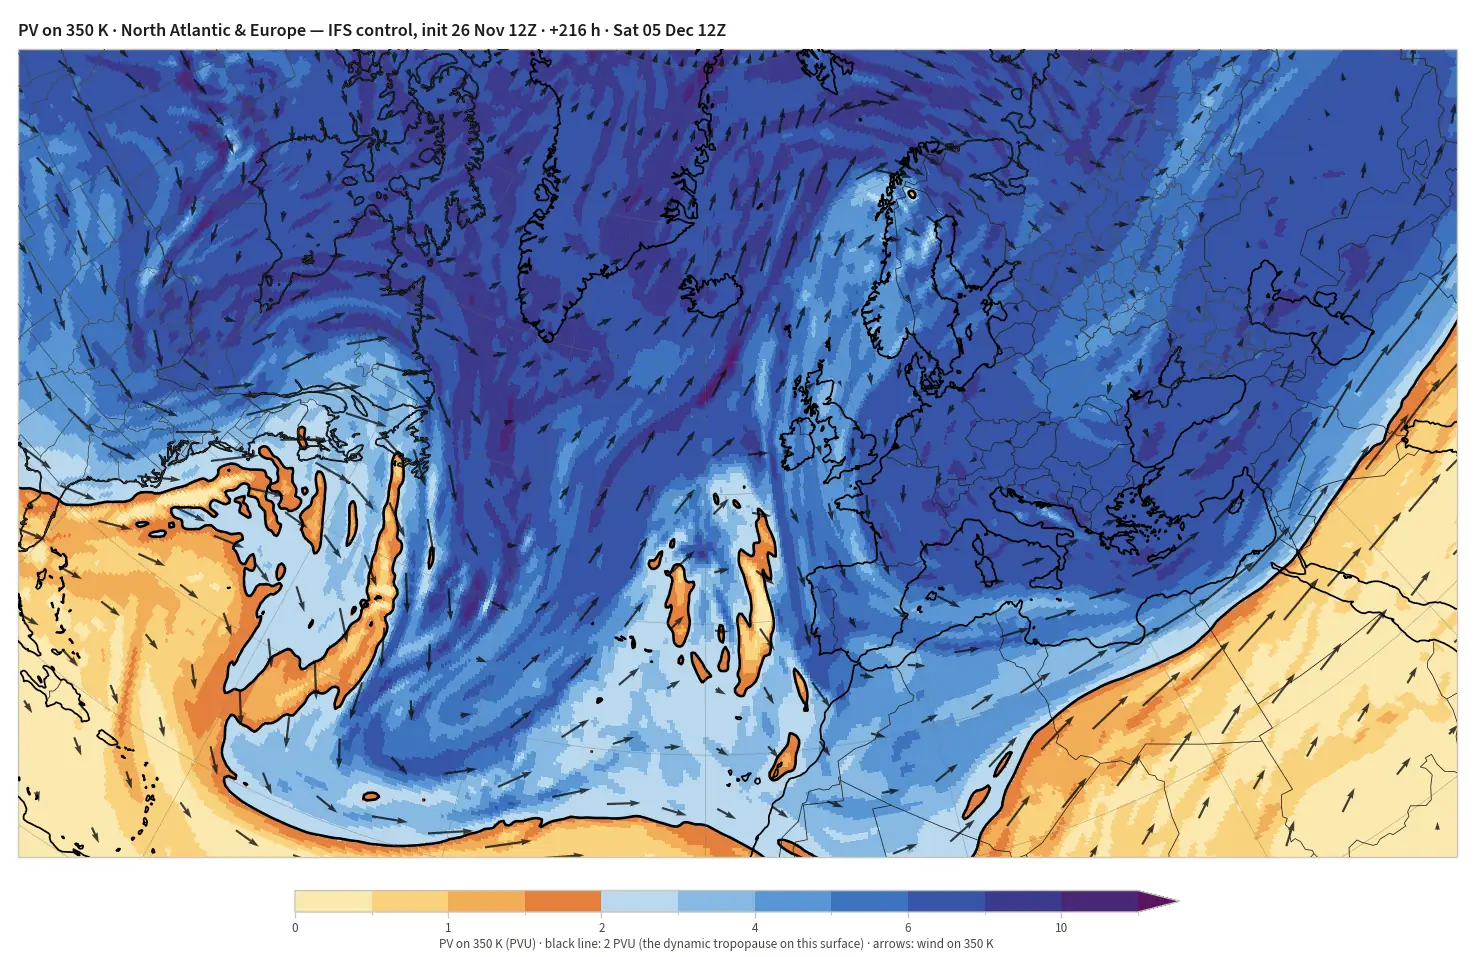 PV on 350 K · North Atlantic & Europe — IFS control, init 26 Nov 12Z · +216 h · Sat 05 Dec 12Z
0 1 2 4 6 10
PV on 350 K (PVU) · black line: 2 PVU (the dynamic tropopause on this surface) · arrows: wind on 350 K